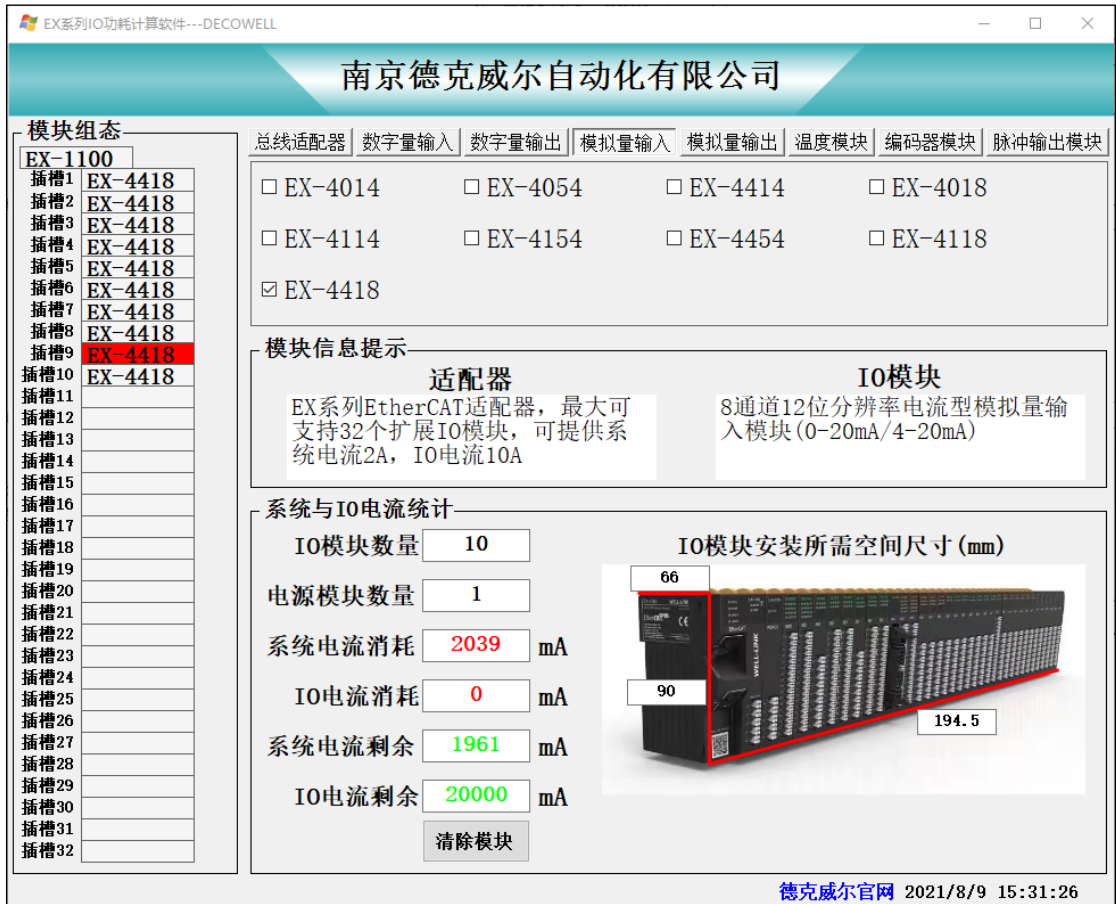 EX系列IO功耗计算软件---DECOWELL
南京德克威尔自动化有限公司
模块组态
EX-1100
插槽1 EX-4418
插槽2 EX-4418
插槽3 EX-4418
插槽4 EX-4418
插槽5 EX-4418
插槽6 EX-4418
插槽7 EX-4418
插槽8 EX-4418
插槽9 EX-4418
插槽10 EX-4418
插槽11
插槽12
插槽13
插槽14
插槽15
插槽16
插槽17
插槽18
插槽19
插槽20
插槽21
插槽22
插槽23
插槽24
插槽25
插槽26
插槽27
插槽28
插槽29
插槽30
插槽31
插槽32
总线适配器 数字量输入 数字量输出 模拟量输入 模拟量输出 温度模块 编码器模块 脉冲输出模块
EX-4014 EX-4054 EX-4414 EX-4018
EX-4114 EX-4154 EX-4454 EX-4118
EX-4418
模块信息提示
适配器
EX系列EtherCAT适配器，最大可
支持32个扩展IO模块，可提供系
统电流2A，IO电流10A
IO模块
8通道12位分辨率电流型模拟量输
入模块(0-20mA/4-20mA)
系统与IO电流统计
IO模块数量 10
电源模块数量 1
系统电流消耗 2039 mA
IO电流消耗 0 mA
系统电流剩余 1961 mA
IO电流剩余 20000 mA
清除模块
IO模块安装所需空间尺寸(mm)
66
90
194.5
WELL-LINK
EtherCAT
德克威尔官网 2021/8/9 15:31:26